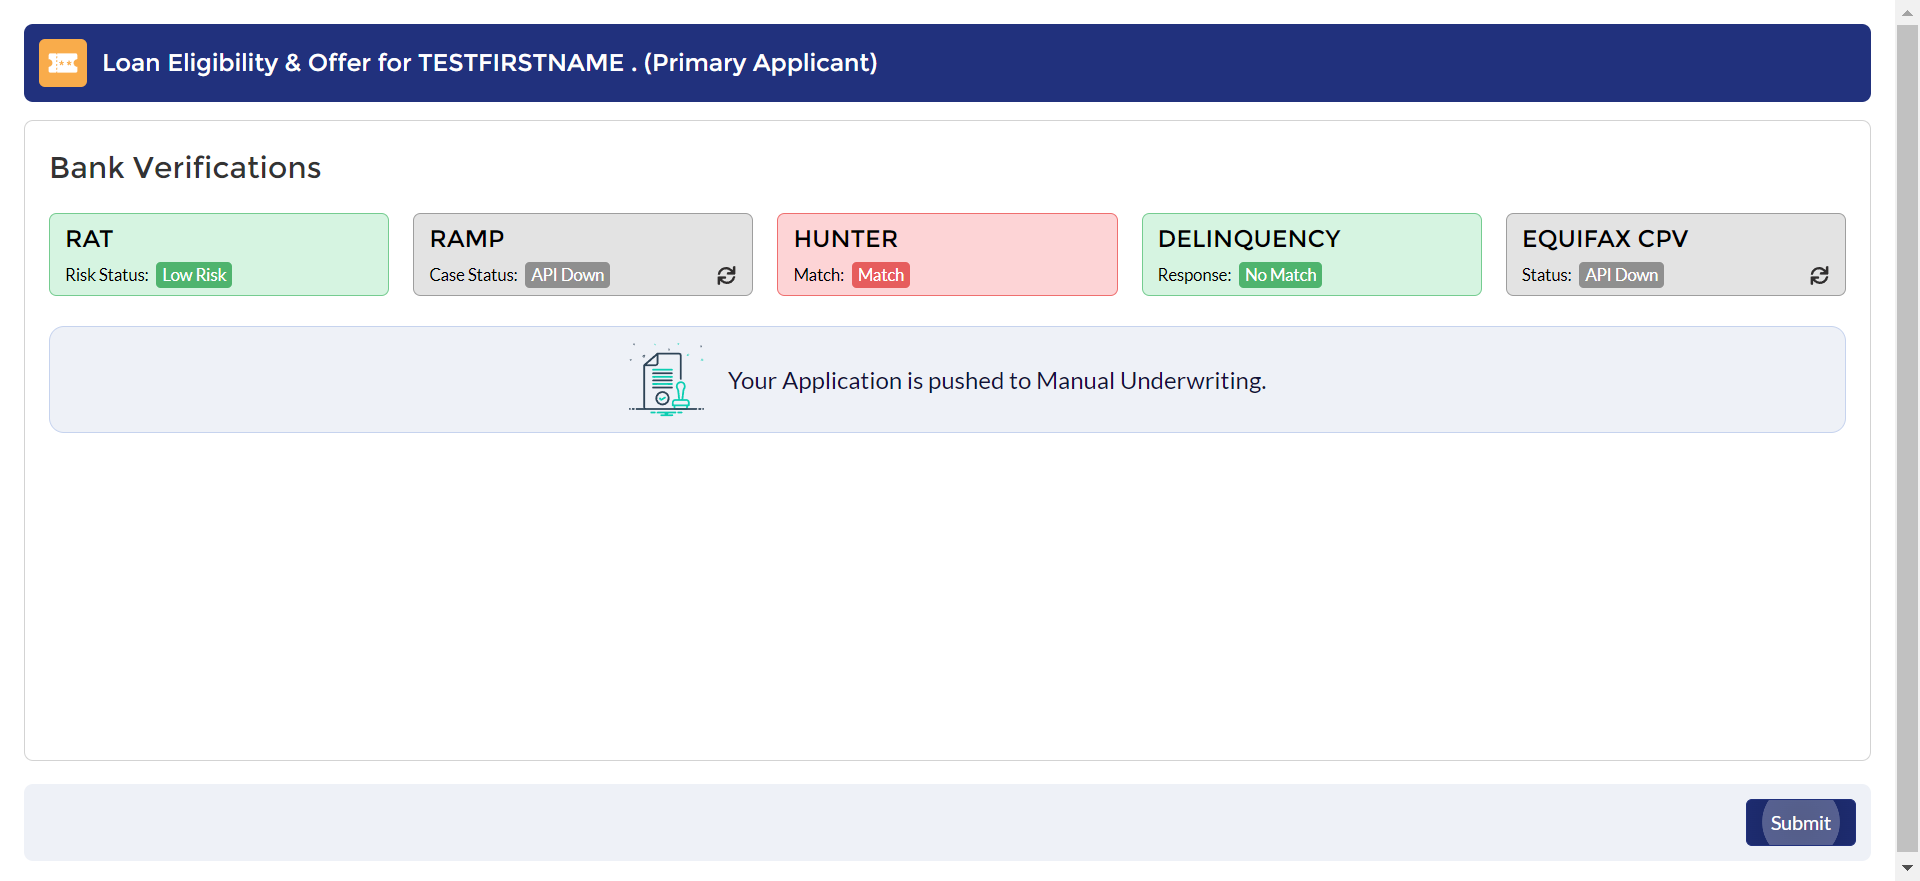 Loan Eligibility & Offer for TESTFIRSTNAME . (Primary Applicant)
Bank Verifications
RAT
Risk Status: Low Risk
RAMP
Case Status: API Down
HUNTER
Match: Match
DELINQUENCY
Response: No Match
EQUIFAX CPV
Status: API Down
Your Application is pushed to Manual Underwriting.
Submit